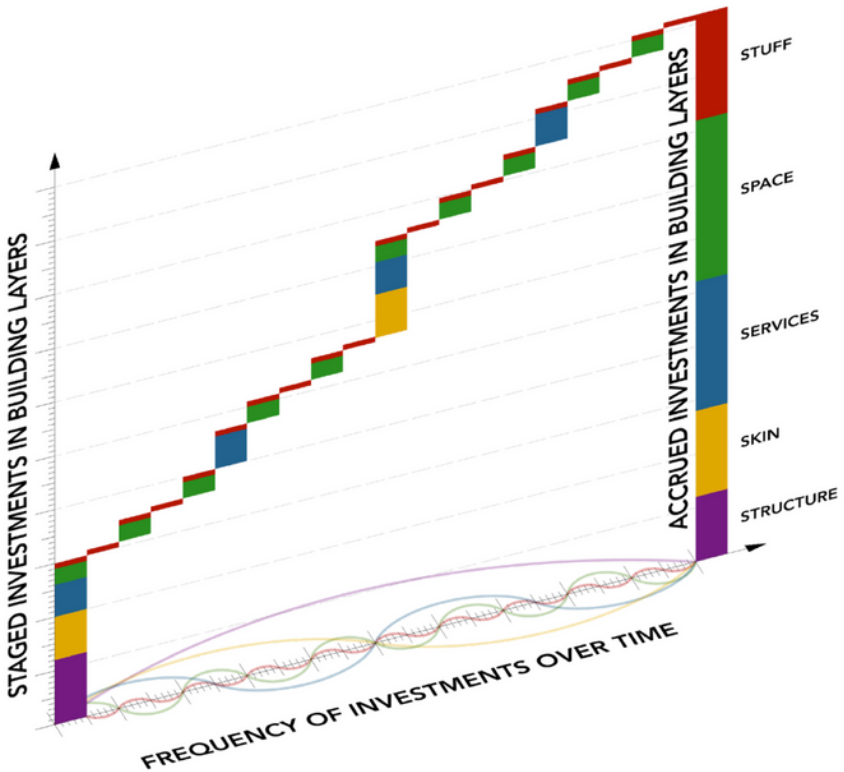 STAGED INVESTMENTS IN BUILDING LAYERS
ACCRUED INVESTMENTS IN BUILDING LAYERS
STUFF
SPACE
SERVICES
SKIN
STRUCTURE
FREQUENCY OF INVESTMENTS OVER TIME